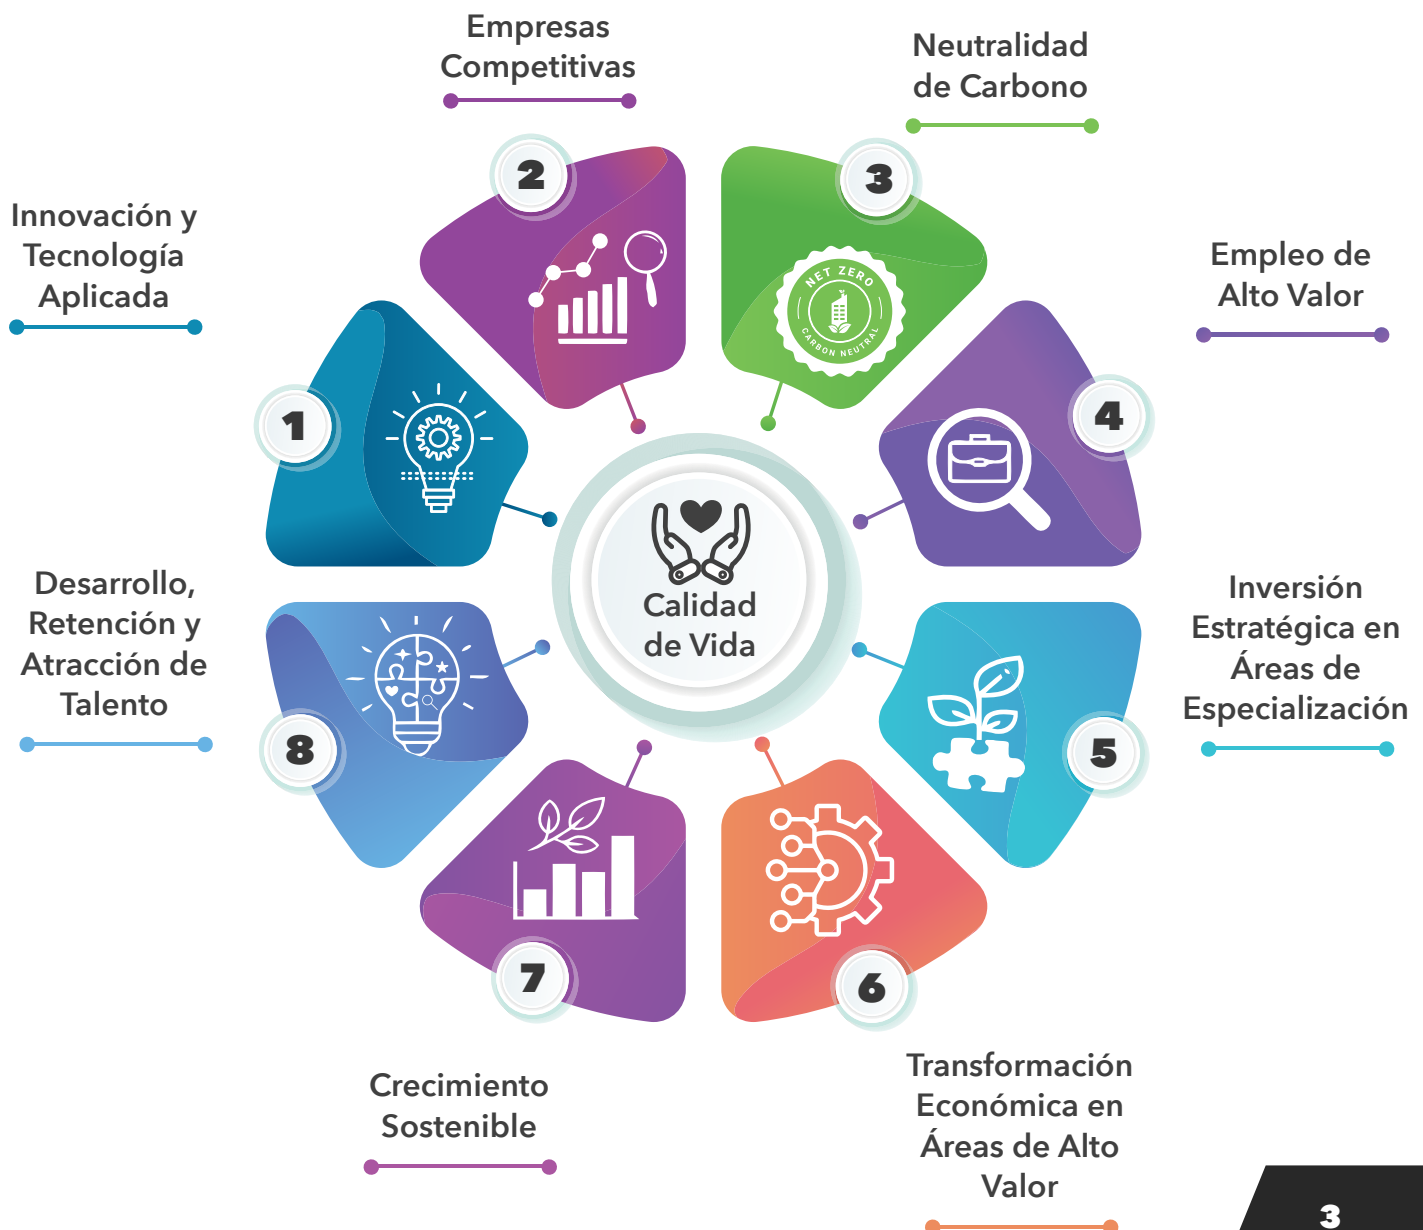 Empresas
Competitivas
Neutralidad
de Carbono
2
3
Innovación y
Tecnología
Aplicada
Empleo de
Alto Valor
NET ZERO
CARBON NEUTRAL
1
4
Calidad
de Vida
Desarrollo,
Retención y
Atracción de
Talento
Inversión
Estratégica en
Áreas de
Especialización
8
5
7
6
Crecimiento
Sostenible
Transformación
Económica en
Áreas de Alto
Valor
3